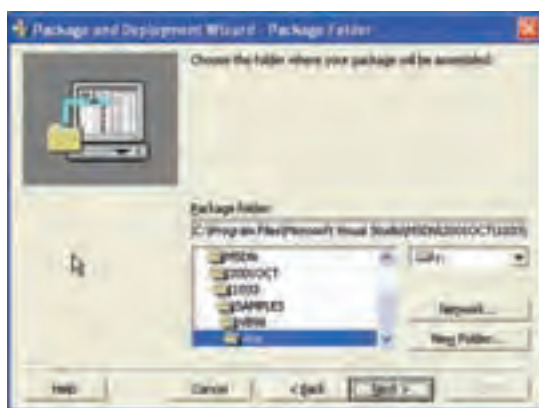 Package and Deployment Wizard - Package Folder
Choose the folder where your package will be assembled.
Package folder:
C:\Program Files\Microsoft Visual Studio\MSDN\2001OCT\1033\
MSDN
2001OCT
1033
SAMPLES
VB98
Network...
New Folder...
Help
Cancel
< Back
Next >